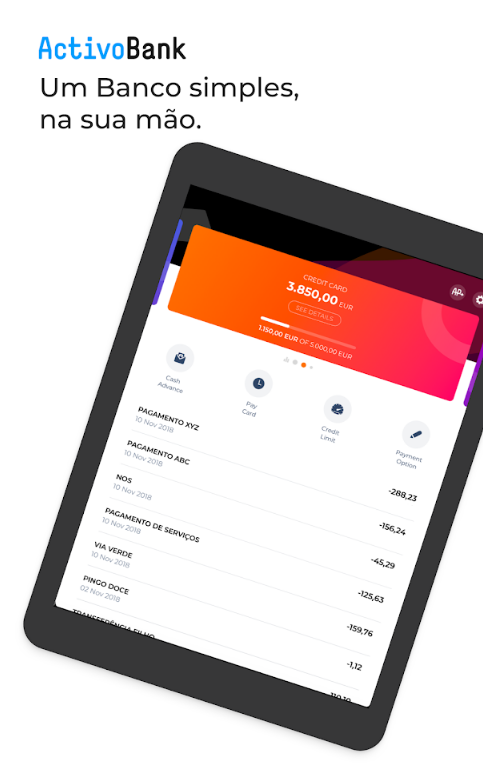 ActivoBank
Um Banco simples,
na sua mão.
CREDIT CARD
3.850,00 EUR
SEE DETAILS
1.150,00 EUR OF 5.000,00 EUR
Cash
Advance
Pay
Card
Credit
Limit
Payment
Option
PAGAMENTO XYZ
10 Nov 2018
-288,23
PAGAMENTO ABC
10 Nov 2018
-156,24
NOS
10 Nov 2018
-45,29
PAGAMENTO DE SERVIÇOS
10 Nov 2018
-125,63
VIA VERDE
10 Nov 2018
-159,76
PINGO DOCE
02 Nov 2018
-1,12
TRANSFERÊNCIA FILHO